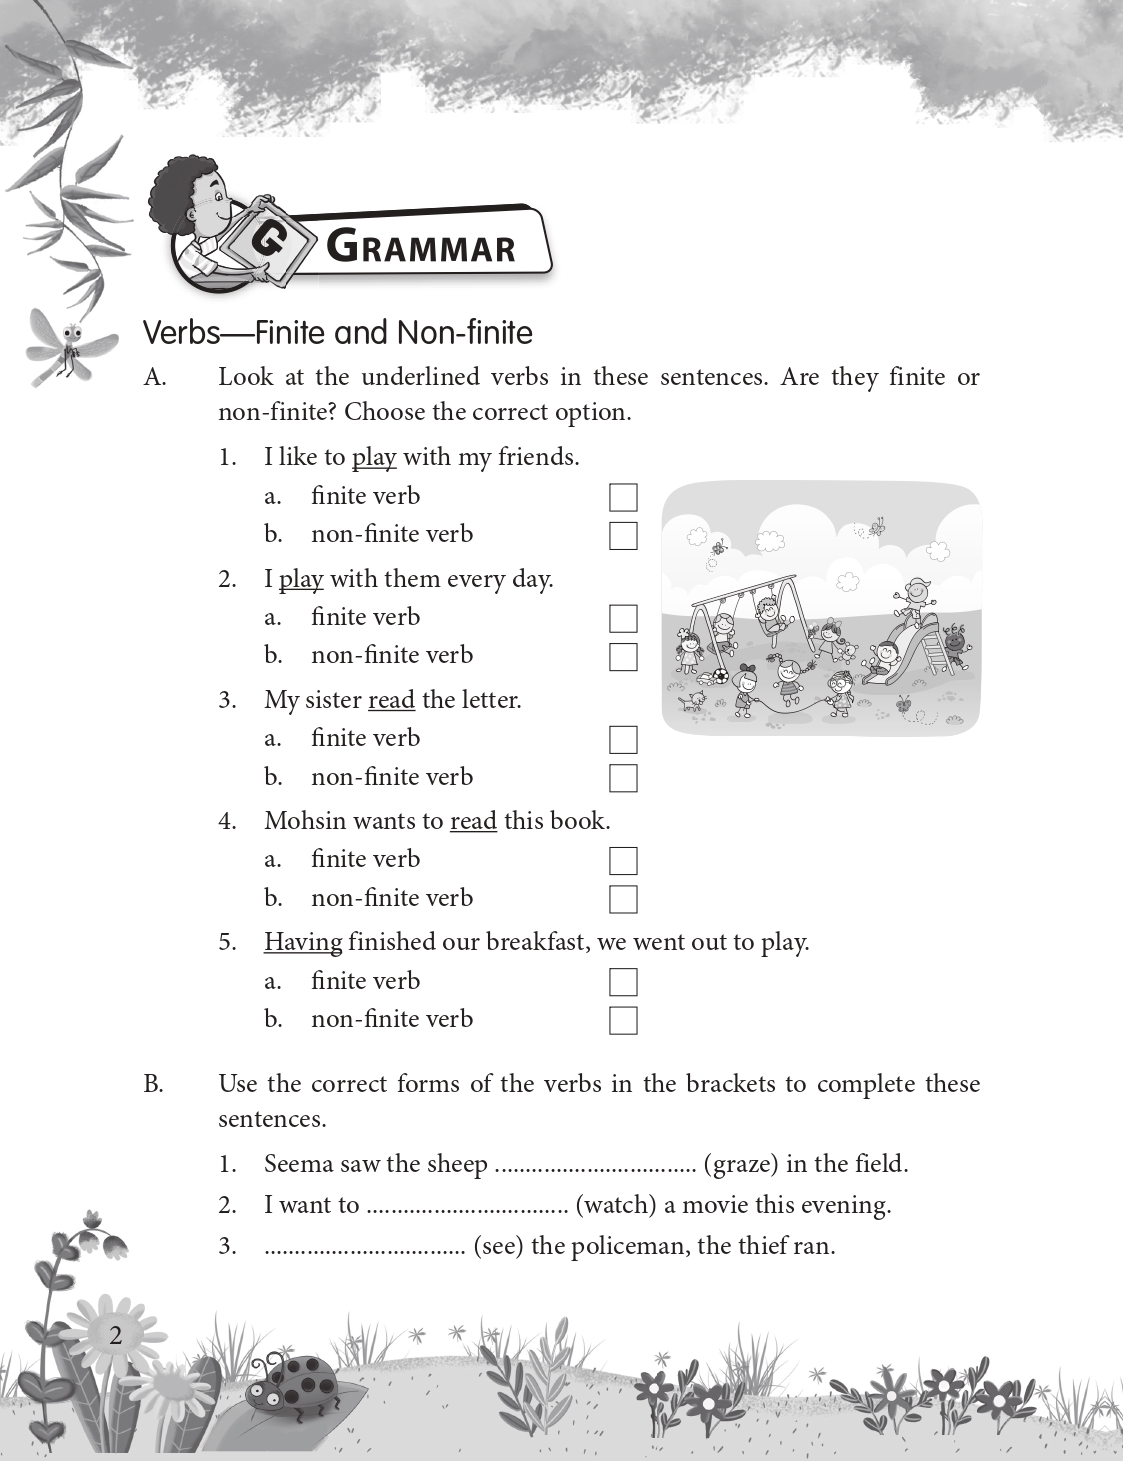 G GRAMMAR
Verbs—Finite and Non-finite
A. Look at the underlined verbs in these sentences. Are they finite or
non-finite? Choose the correct option.
1. I like to play with my friends.
a. finite verb
b. non-finite verb
2. I play with them every day.
a. finite verb
b. non-finite verb
3. My sister read the letter.
a. finite verb
b. non-finite verb
4. Mohsin wants to read this book.
a. finite verb
b. non-finite verb
5. Having finished our breakfast, we went out to play.
a. finite verb
b. non-finite verb
B. Use the correct forms of the verbs in the brackets to complete these
sentences.
1. Seema saw the sheep ................................. (graze) in the field.
2. I want to ................................. (watch) a movie this evening.
3. ................................. (see) the policeman, the thief ran.
2